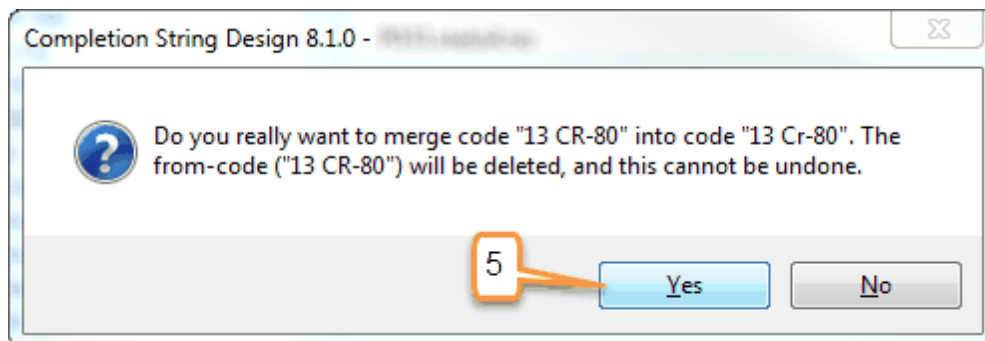 Completion String Design 8.1.0 -
Do you really want to merge code "13 CR-80" into code "13 Cr-80". The
from-code ("13 CR-80") will be deleted, and this cannot be undone.
5
Yes
No